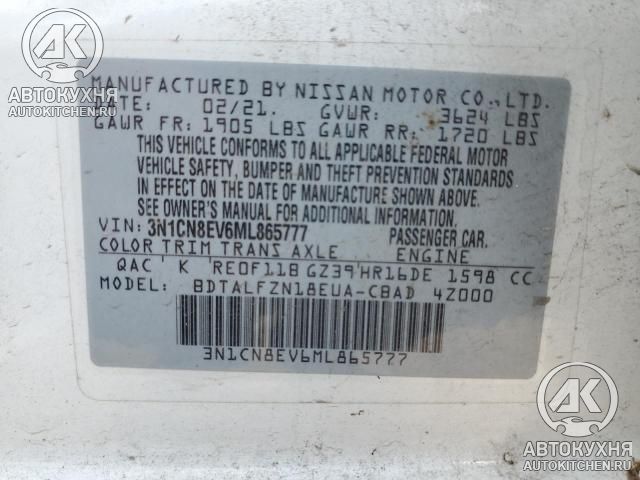 АВТОКУХНЯ
AUTOKITCHEN.RU
АВТОКУХНЯ
AUTOKITCHEN.RU
MANUFACTURED BY NISSAN MOTOR CO.,LTD.
DATE: 02/21. GVWR: 3624 LBS
GAWR FR: 1905 LBS GAWR RR: 1720 LBS
THIS VEHICLE CONFORMS TO ALL APPLICABLE FEDERAL MOTOR
VEHICLE SAFETY, BUMPER AND THEFT PREVENTION STANDARDS
IN EFFECT ON THE DATE OF MANUFACTURE SHOWN ABOVE.
SEE OWNER'S MANUAL FOR ADDITIONAL INFORMATION.
VIN: 3N1CN8EV6ML865777 PASSENGER CAR.
COLOR TRIM TRANS AXLE ENGINE
QAC K RE0F11B GZ39 HR16DE 1598 CC
MODEL: BDTALFZN18EUA-CBAD 4Z000
3N1CN8EV6ML865777
АВТОКУХНЯ
AUTOKITCHEN.RU